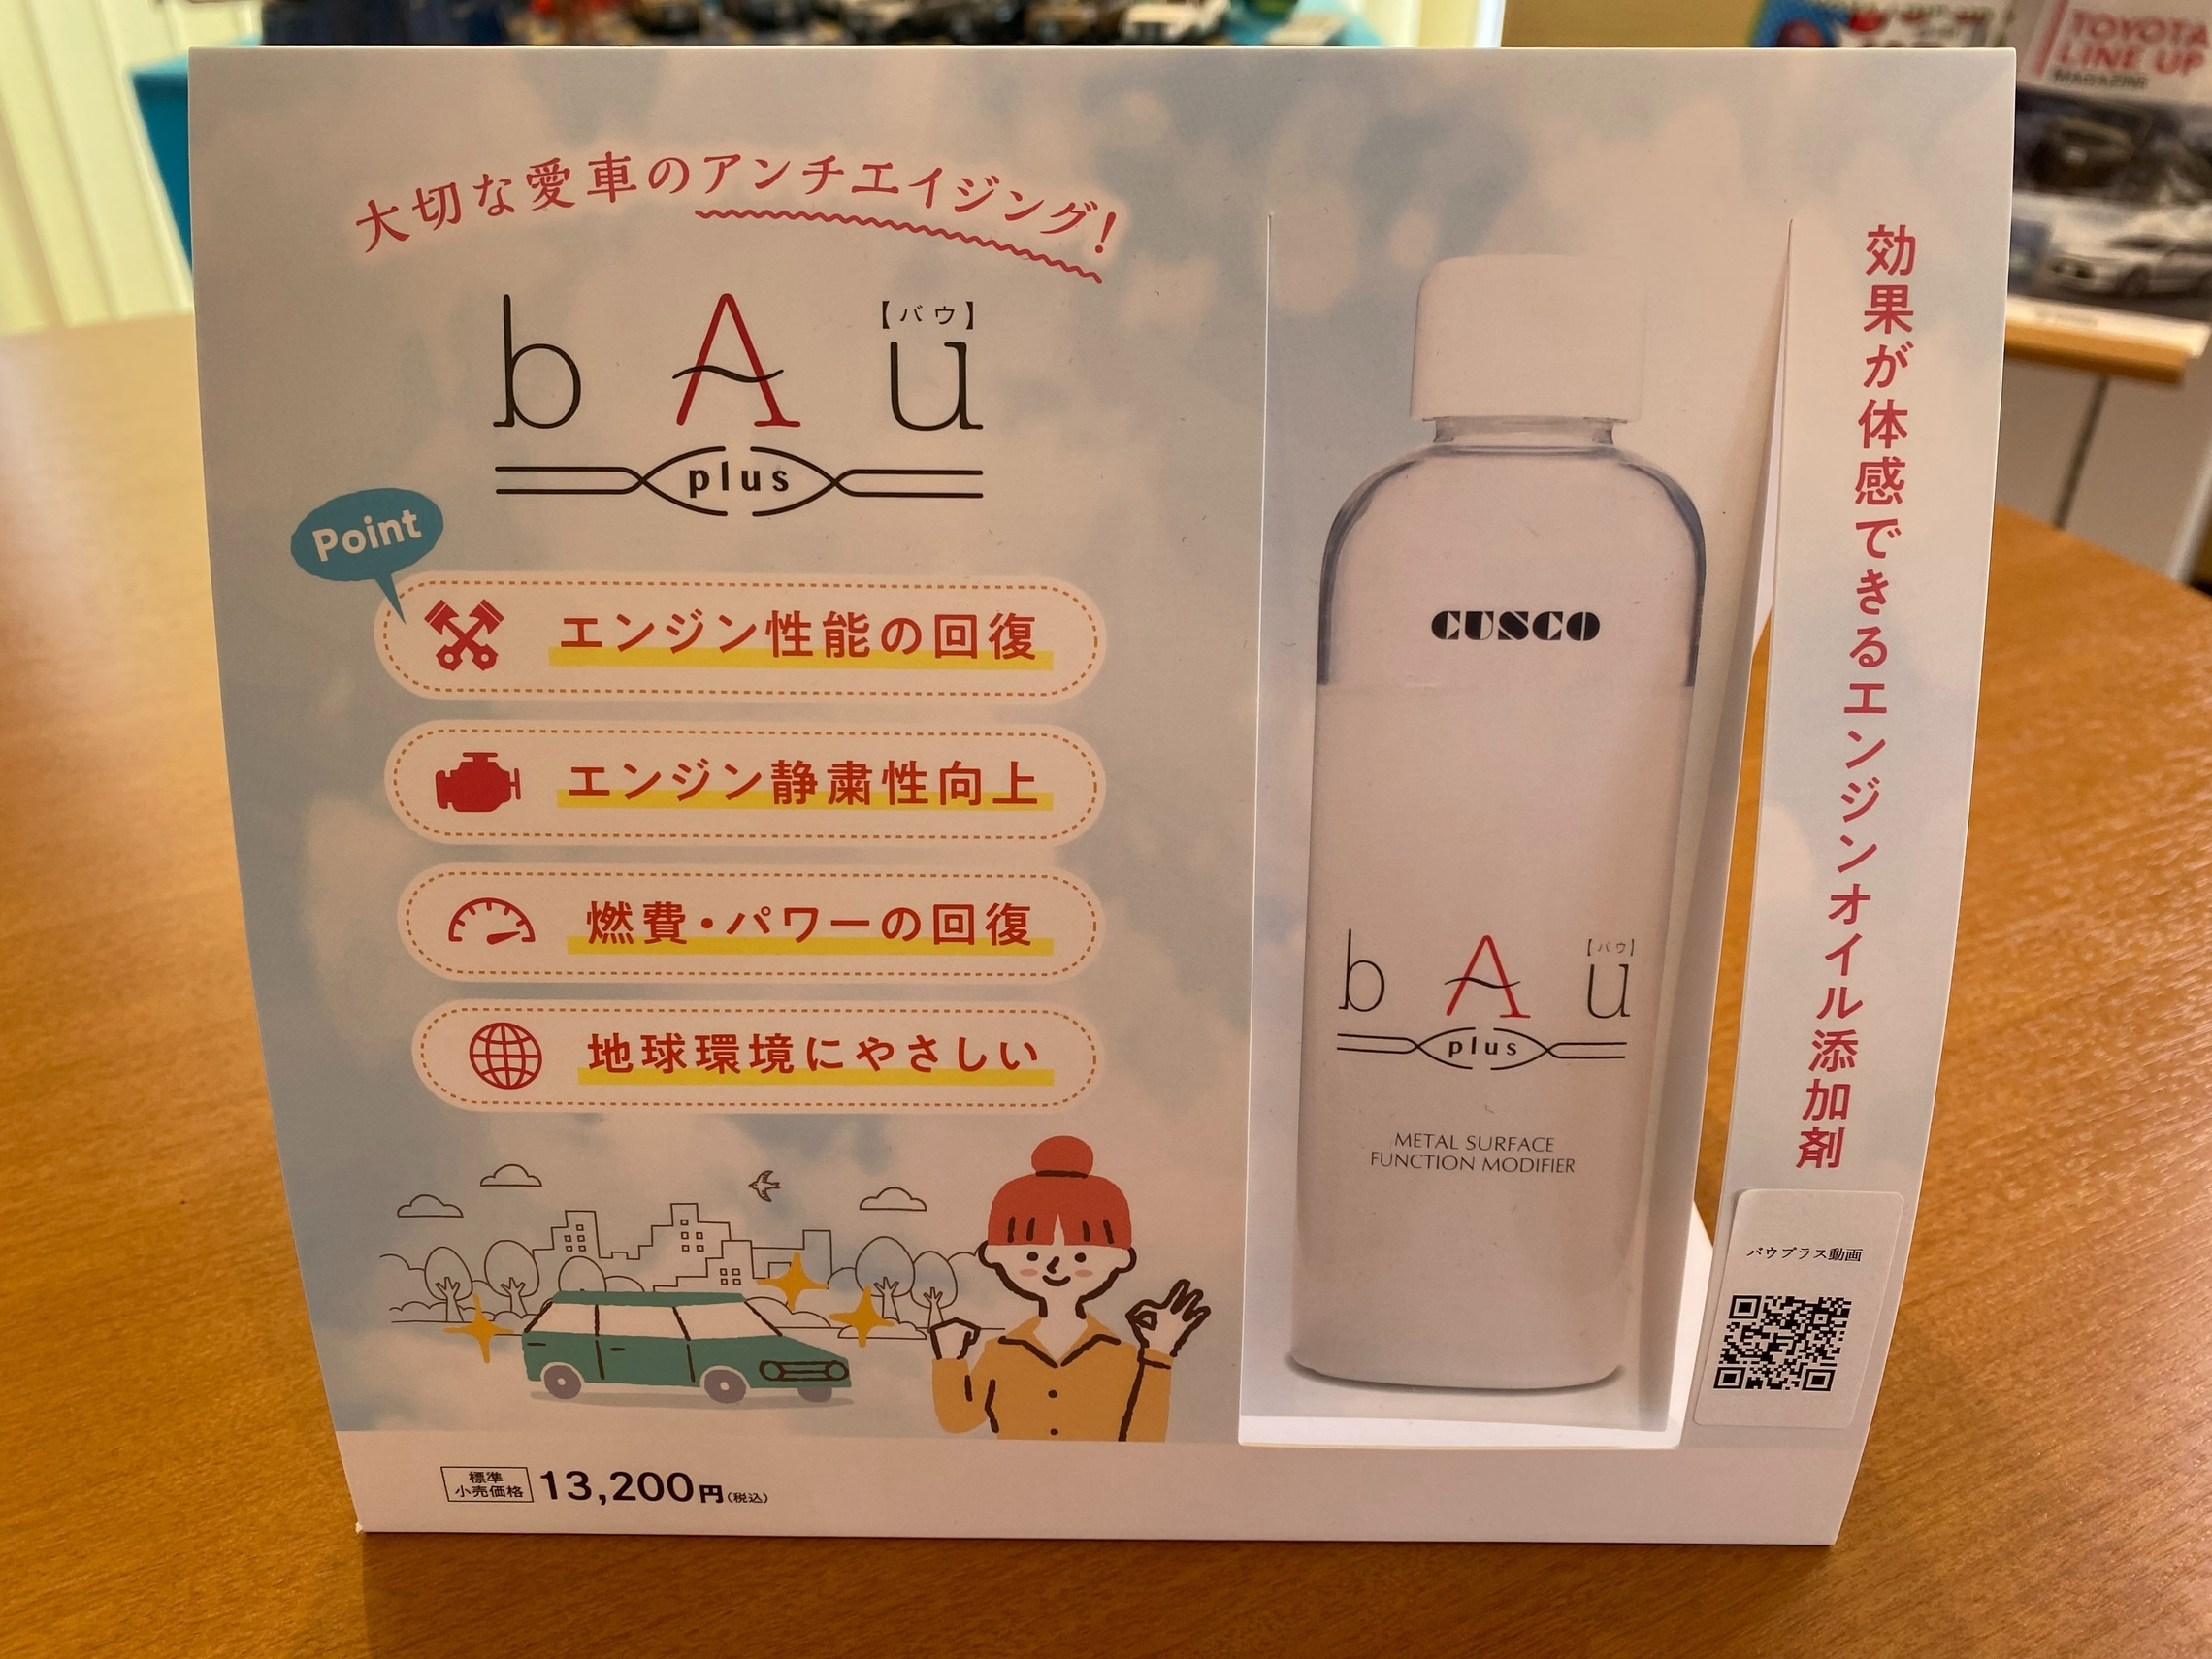 大切な愛車のアンチエイジング!
bAu
【バウ】
plus
Point
エンジン性能の回復
エンジン静粛性向上
燃費・パワーの回復
地球環境にやさしい
標準
小売価格
13,200円(税込)
CUSCO
bAu
【バウ】
plus
METAL SURFACE
FUNCTION MODIFIER
効果が体感できるエンジンオイル添加剤
バウプラス動画
TOYOTA
LINE UP
MAGAZINE